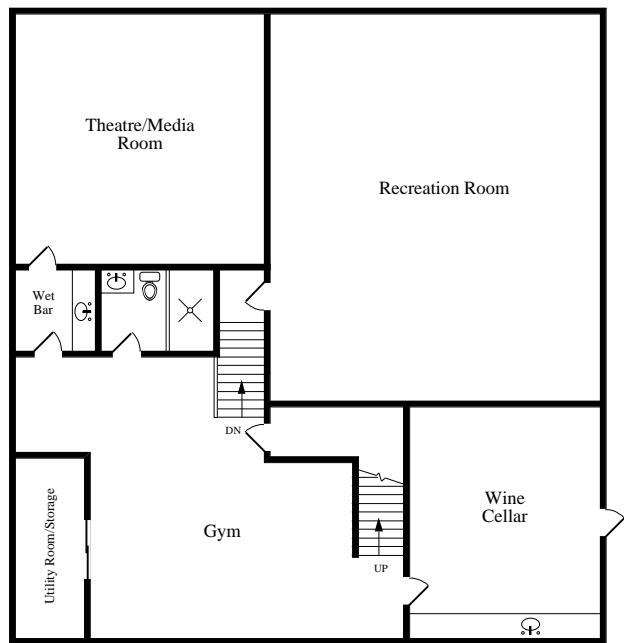 Theatre/Media
Room
Recreation Room
Wet
Bar
DN
Utility Room/Storage
Gym
Wine
Cellar
UP